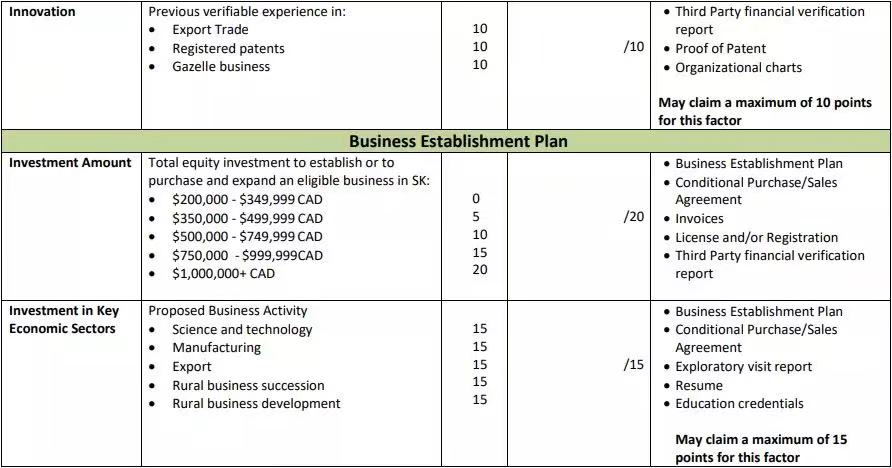 Innovation
Previous verifiable experience in:
• Export Trade
• Registered patents
• Gazelle business
10
10
10
/10
• Third Party financial verification
report
• Proof of Patent
• Organizational charts
May claim a maximum of 10 points
for this factor
Business Establishment Plan
Investment Amount
Total equity investment to establish or to
purchase and expand an eligible business in SK:
• $200,000 - $349,999 CAD
• $350,000 - $499,999 CAD
• $500,000 - $749,999 CAD
• $750,000 - $999,999CAD
• $1,000,000+ CAD
0
5
10
15
20
/20
• Business Establishment Plan
• Conditional Purchase/Sales
Agreement
• Invoices
• License and/or Registration
• Third Party financial verification
report
Investment in Key
Economic Sectors
Proposed Business Activity
• Science and technology
• Manufacturing
• Export
• Rural business succession
• Rural business development
15
15
15
15
15
/15
• Business Establishment Plan
• Conditional Purchase/Sales
Agreement
• Exploratory visit report
• Resume
• Education credentials
May claim a maximum of 15
points for this factor